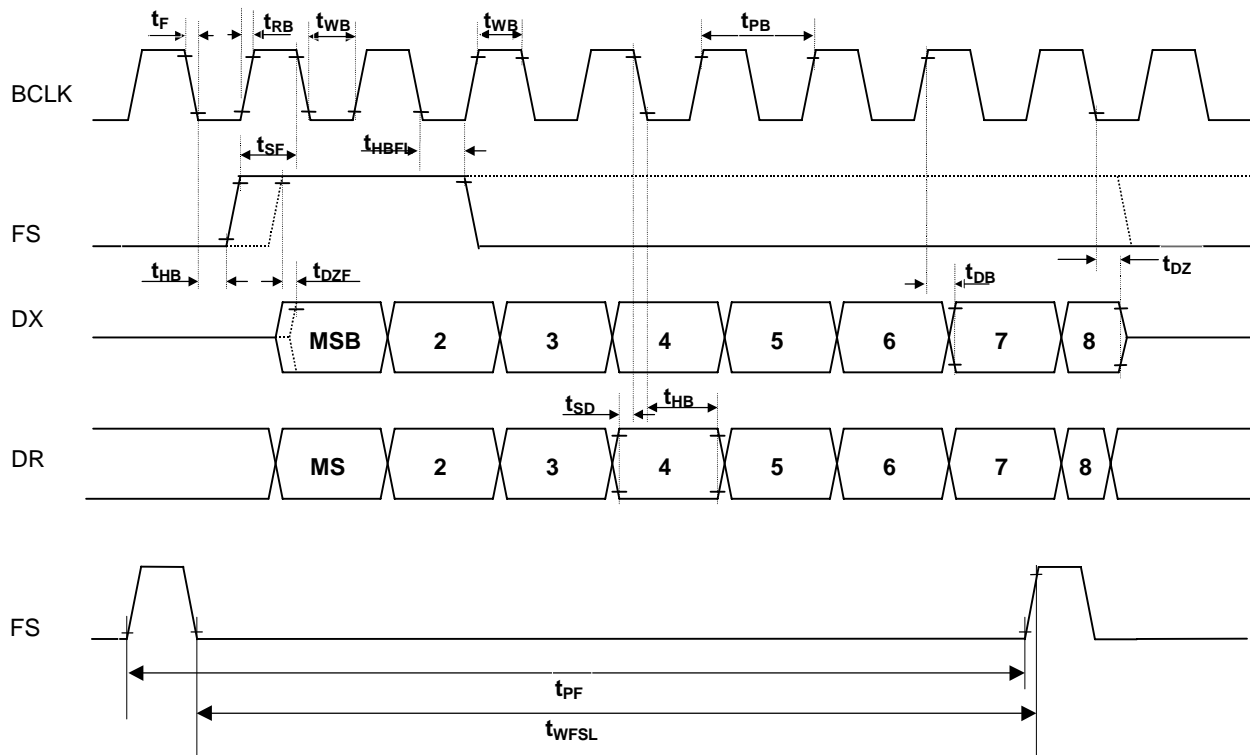 tF tRB tWB tWB tPB
BCLK
tSF tHBFL
FS
tHB tDZF tDB tDZ
DX MSB 2 3 4 5 6 7 8
tSD tHB
DR MS 2 3 4 5 6 7 8
FS
tPF
tWFSL